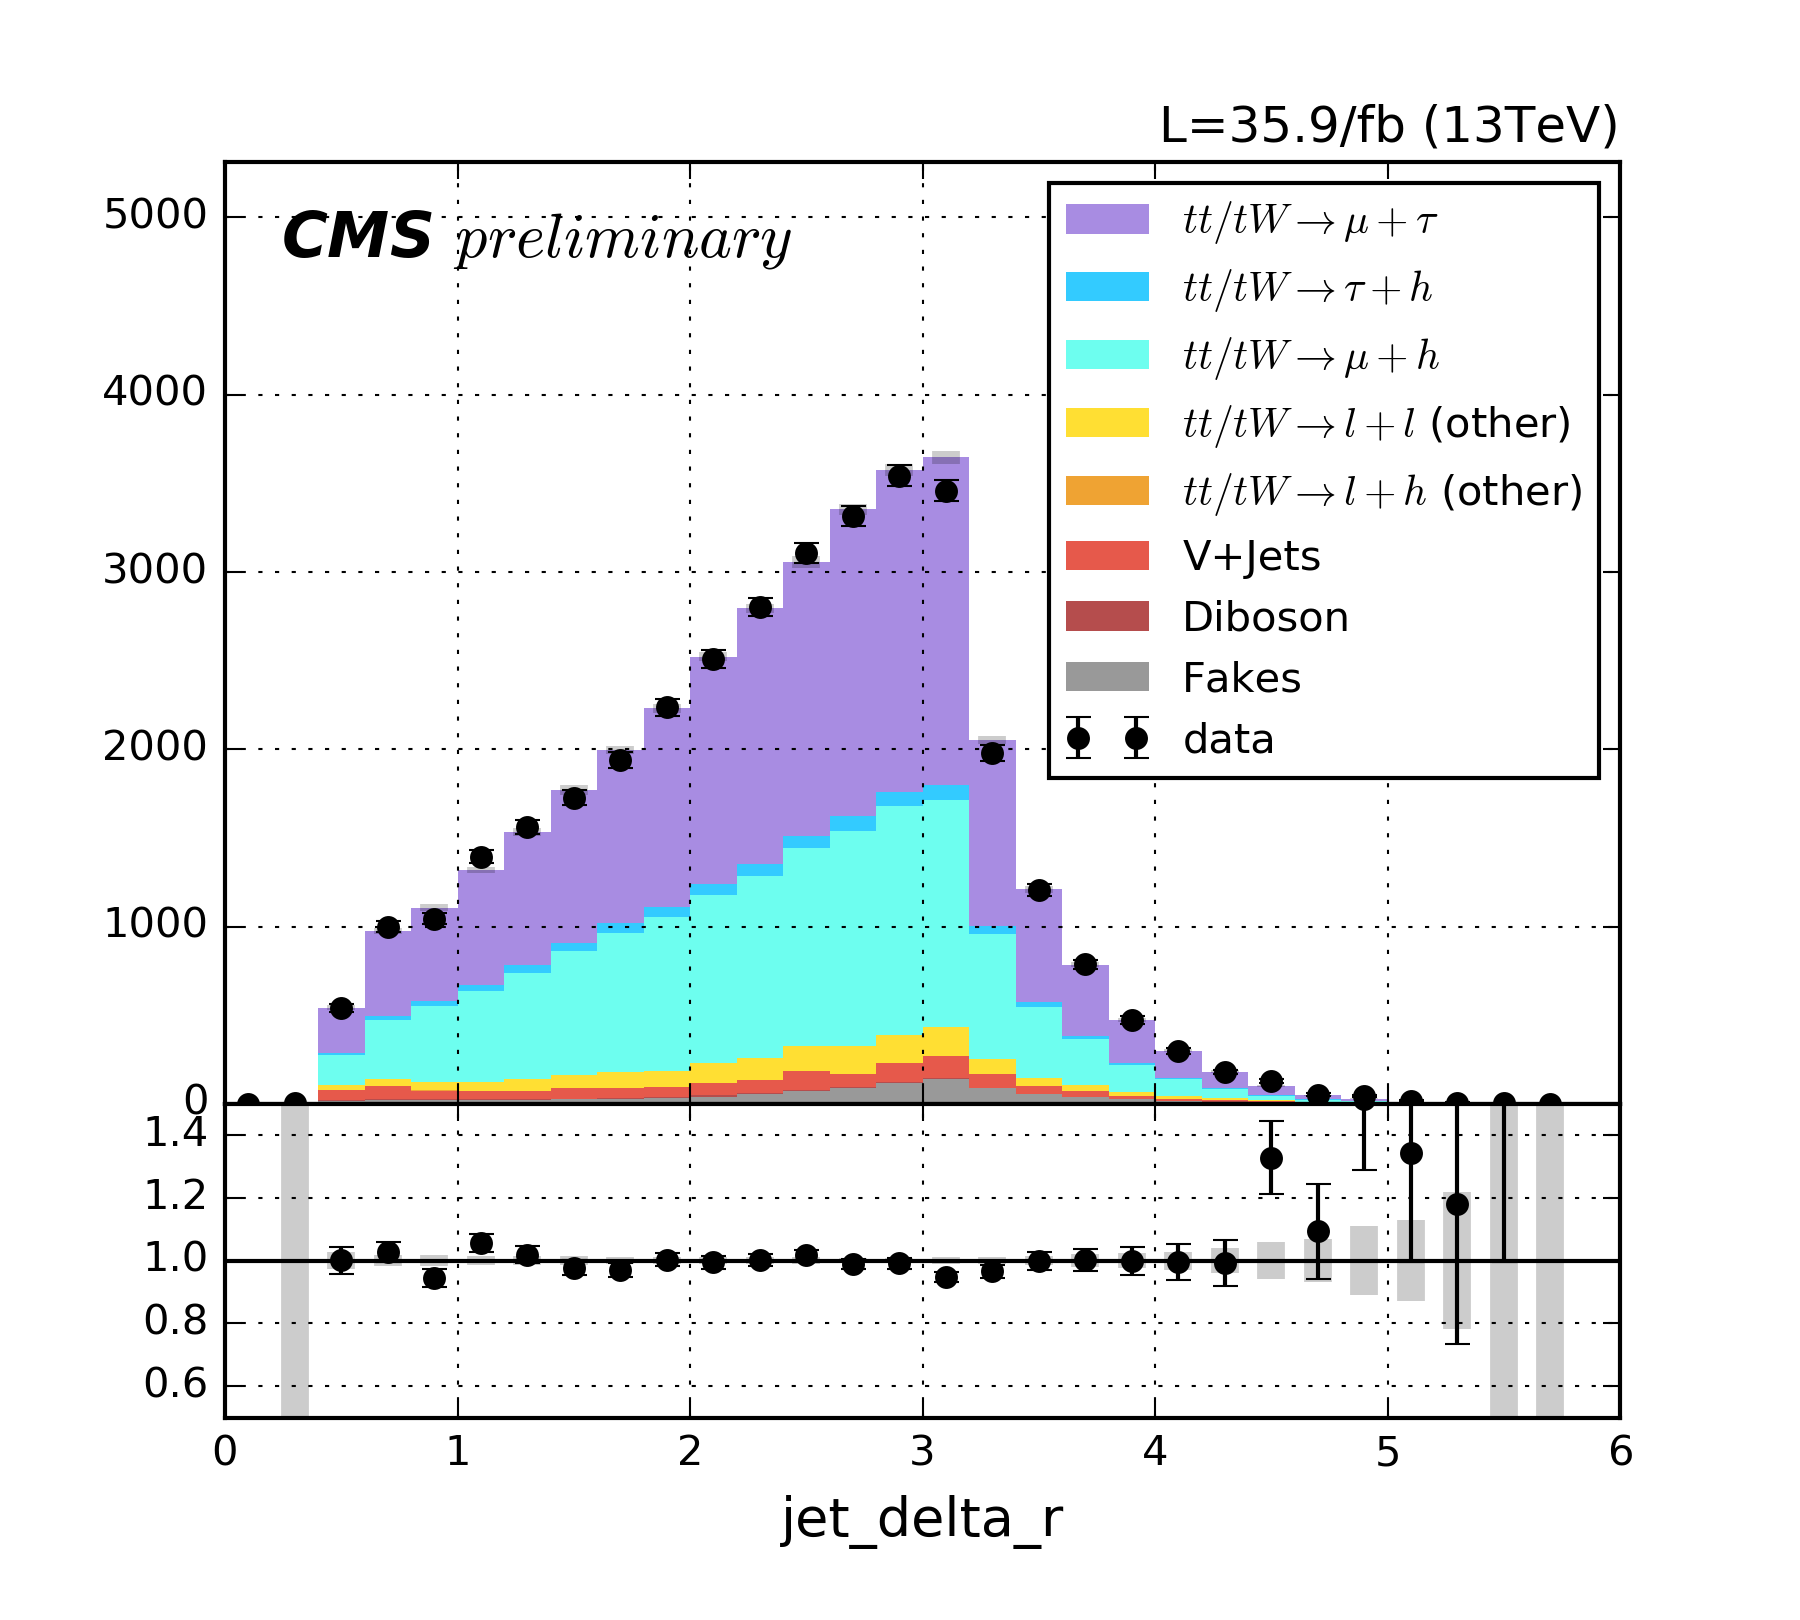 L=35.9/fb (13TeV)
CMS preliminary
5000
4000
3000
2000
1000
0
tt/tW → μ + τ
tt/tW → τ + h
tt/tW → μ + h
tt/tW → l + l (other)
tt/tW → l + h (other)
V+Jets
Diboson
Fakes
data
1.4
1.2
1.0
0.8
0.6
0 1 2 3 4 5 6
jet_delta_r